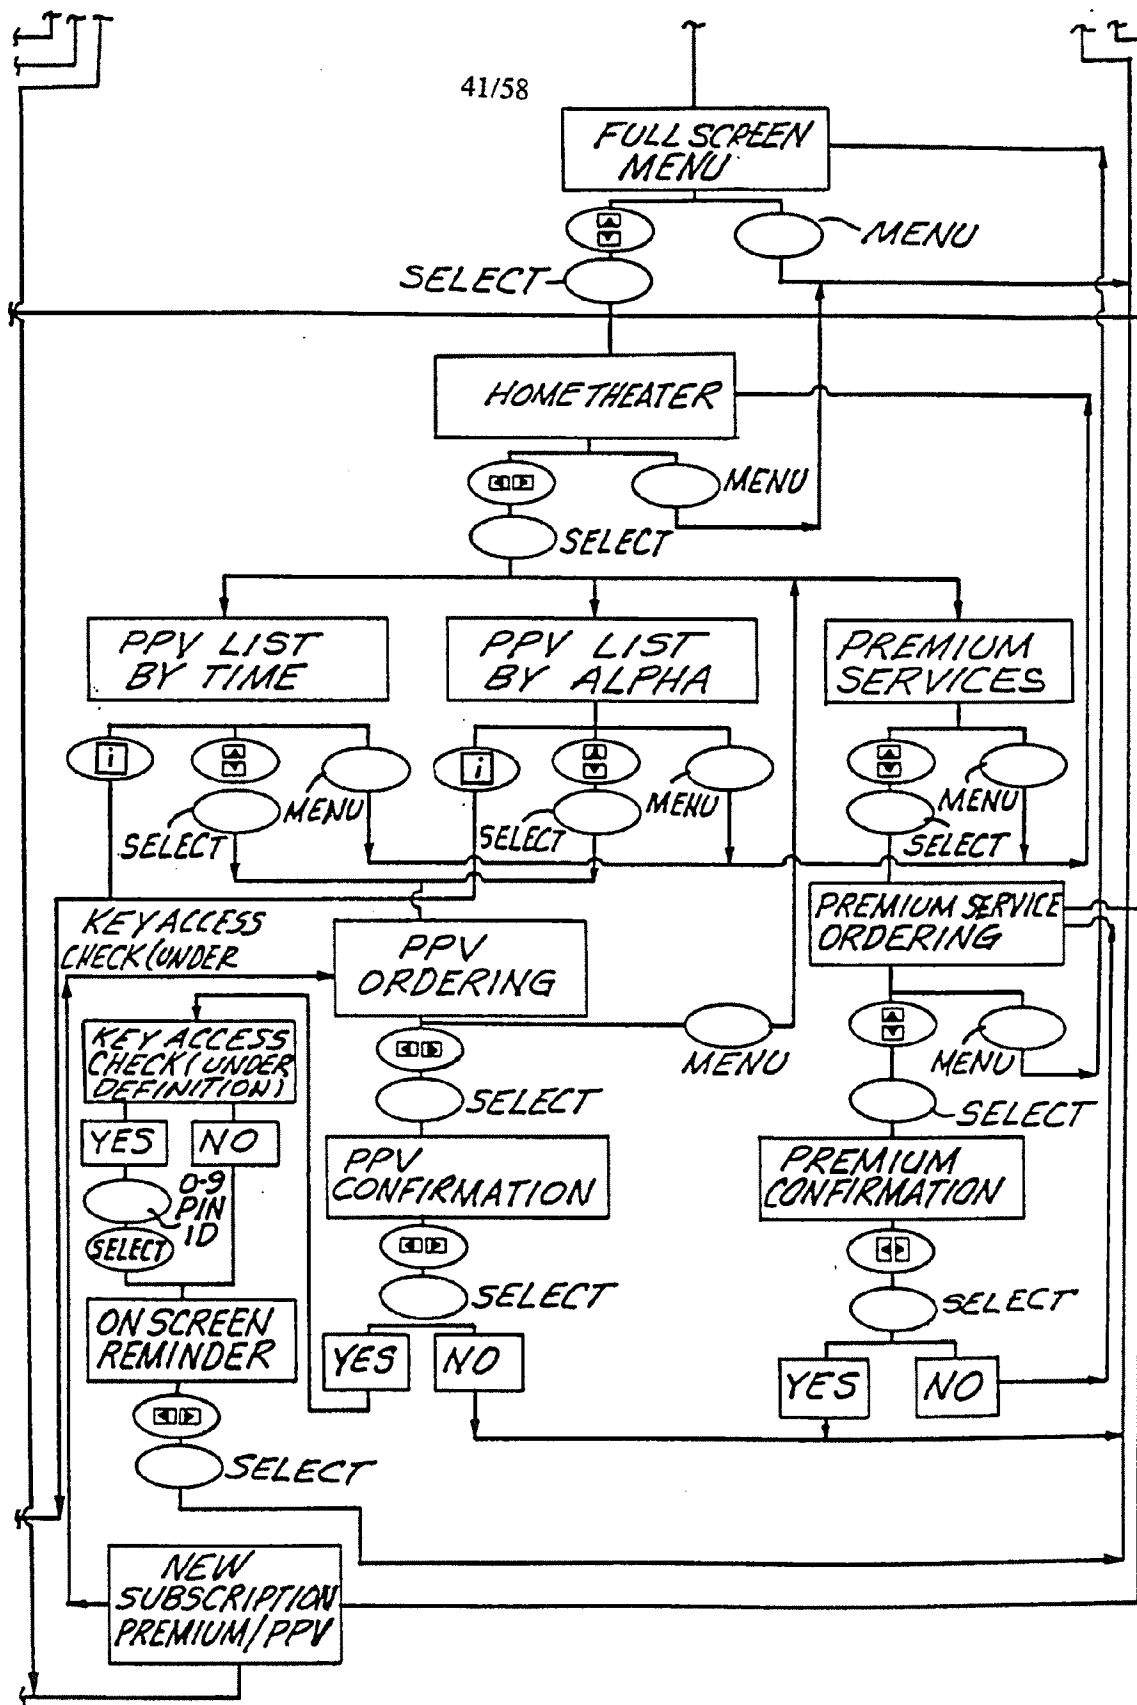 41/58
FULL SCREEN
MENU
MENU
SELECT
HOME THEATER
MENU
SELECT
PPV LIST
BY TIME
PPV LIST
BY ALPHA
PREMIUM
SERVICES
i
MENU
SELECT
i
MENU
SELECT
MENU
SELECT
KEY ACCESS
CHECK (UNDER
PPV
ORDERING
PREMIUM SERVICE
ORDERING
KEY ACCESS
CHECK (UNDER
DEFINITION)
MENU
MENU
SELECT
SELECT
YES
NO
PPV
CONFIRMATION
PREMIUM
CONFIRMATION
0-9
PIN
ID
SELECT
SELECT
SELECT
ON SCREEN
REMINDER
YES
NO
YES
NO
SELECT
NEW
SUBSCRIPTION
PREMIUM/PPV